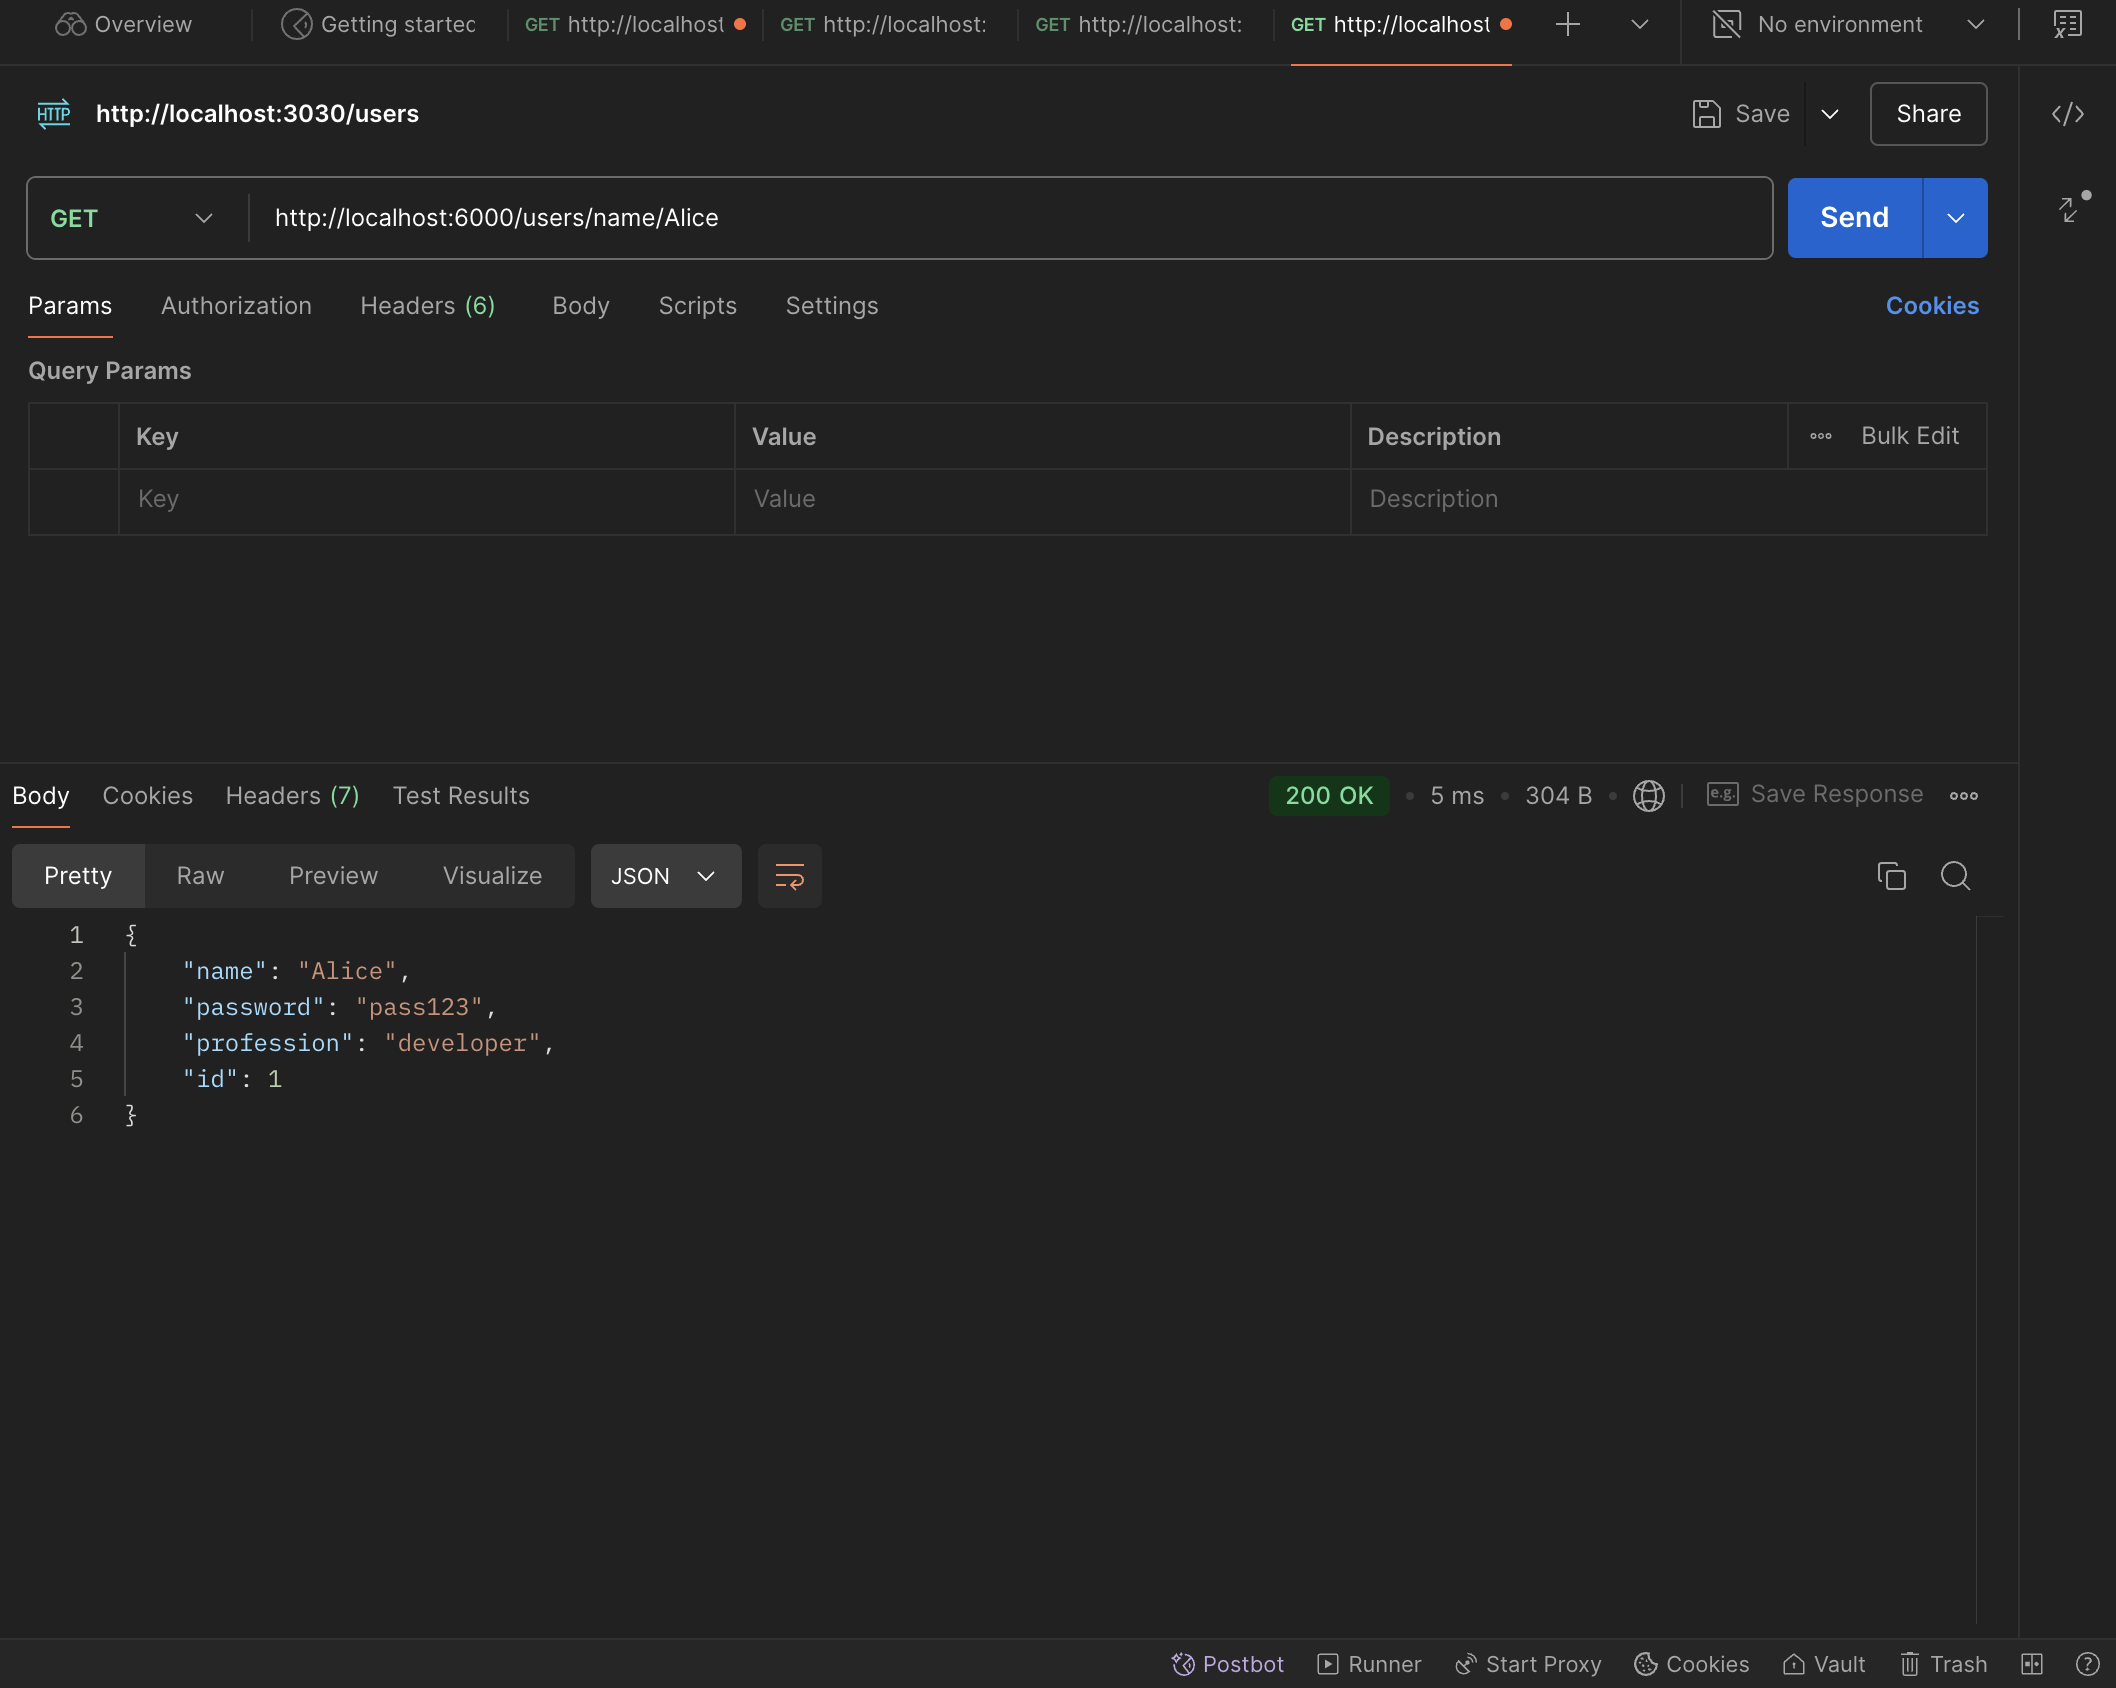 Overview
Getting started
GET http://localhost
GET http://localhost:
GET http://localhost:
GET http://localhost
No environment
HTTP http://localhost:3030/users
Save
Share
GET http://localhost:6000/users/name/Alice
Send
Params Authorization Headers (6) Body Scripts Settings Cookies
Query Params
Key Value Description Bulk Edit
Key Value Description
Body Cookies Headers (7) Test Results 200 OK 5 ms 304 B e.g. Save Response
Pretty Raw Preview Visualize JSON
1 {
2 "name": "Alice",
3 "password": "pass123",
4 "profession": "developer",
5 "id": 1
6 }
Postbot Runner Start Proxy Cookies Vault Trash